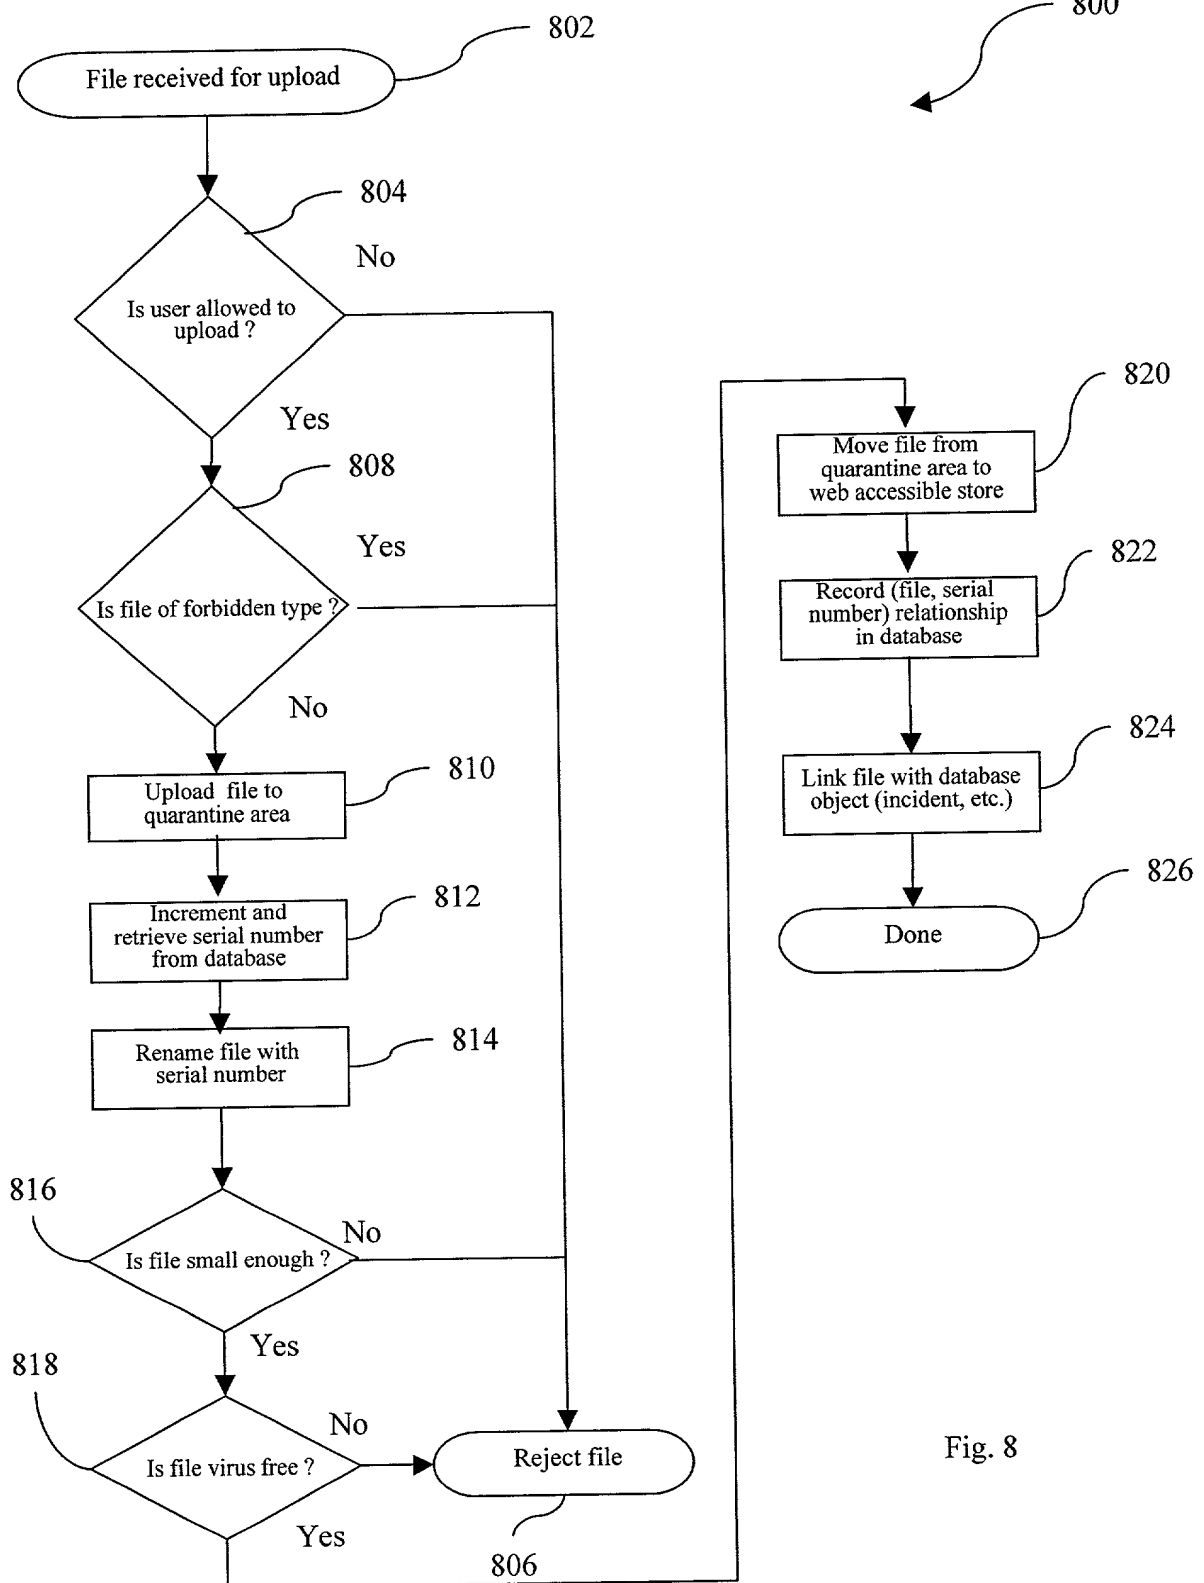 800
802
File received for upload
804
No
Is user allowed to
upload ?
Yes
808
Yes
Is file of forbidden type ?
No
810
Upload file to
quarantine area
812
Increment and
retrieve serial number
from database
814
Rename file with
serial number
816
No
Is file small enough ?
Yes
818
No
Is file virus free ?
Yes
Reject file
806
820
Move file from
quarantine area to
web accessible store
822
Record (file, serial
number) relationship
in database
824
Link file with database
object (incident, etc.)
826
Done
Fig. 8